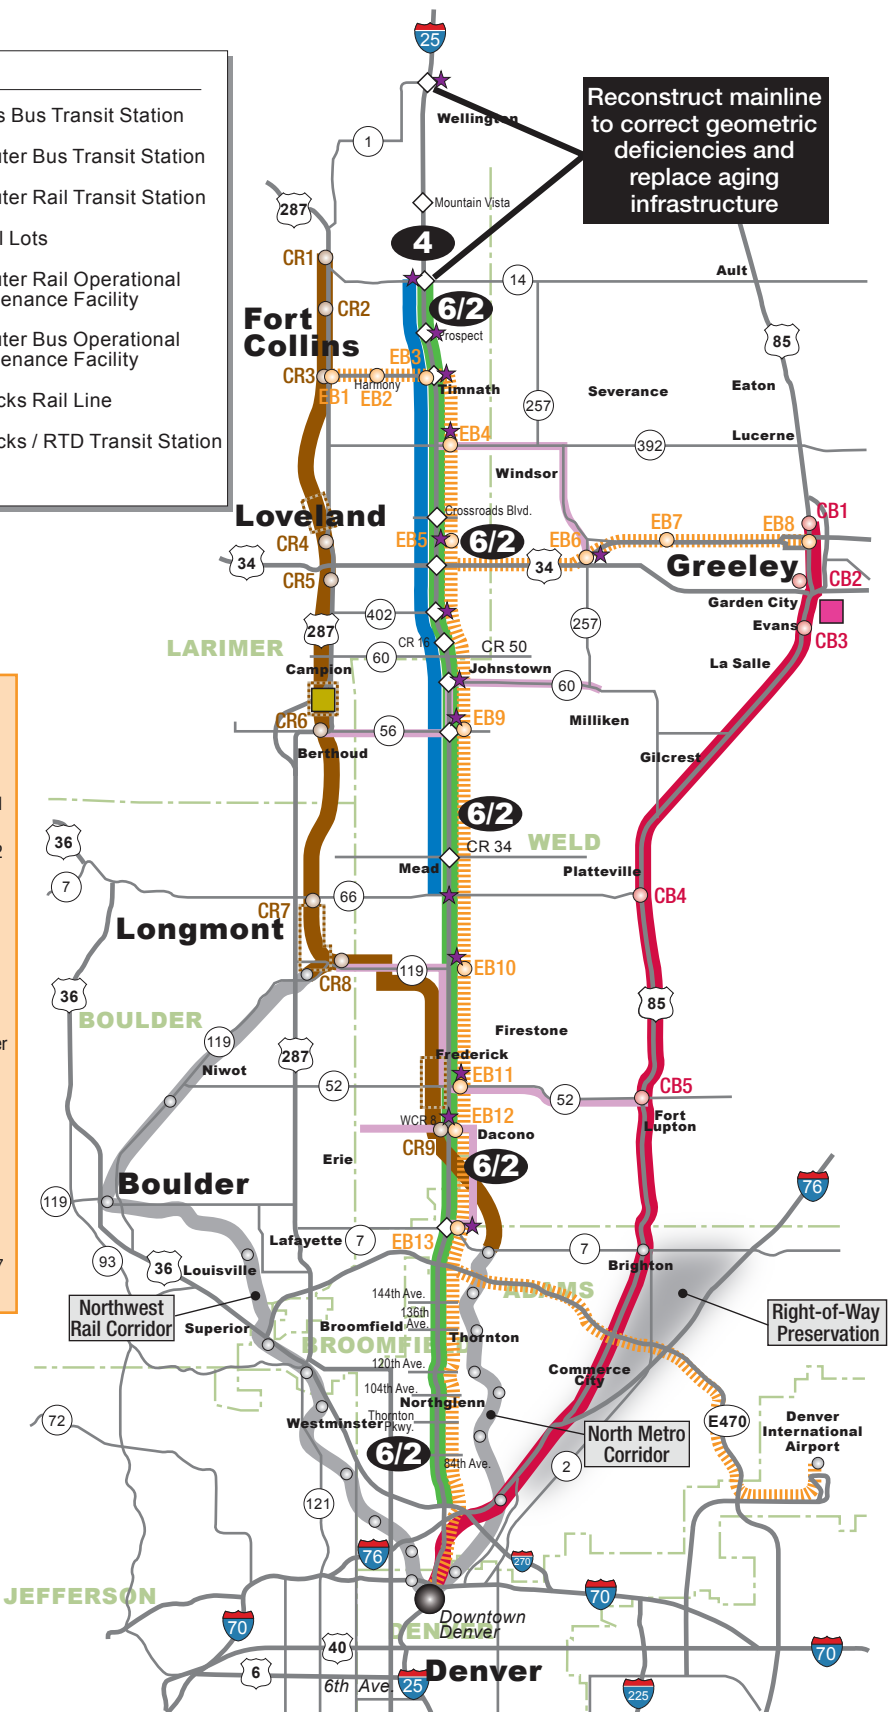 25
s Bus Transit Station
uter Bus Transit Station
uter Rail Transit Station
l Lots
uter Rail Operational
enance Facility
uter Bus Operational
enance Facility
cks Rail Line
cks / RTD Transit Station
Reconstruct mainline
to correct geometric
deficiencies and
replace aging
infrastructure
Wellington
1
287
Mountain Vista
4
CR1
14
Ault
CR2
6/2
Fort
Collins
Prospect
85
EB3
CR3
Harmony
EB1
EB2
Timnath
Severance
Eaton
257
EB4
392
Lucerne
Windsor
Loveland
Crossroads Blvd.
CB1
CR4
EB5
6/2
EB6
EB7
EB8
34
34
Greeley
CR5
CB2
Garden City
402
287
257
Evans
CB3
LARIMER
CR 16
CR 50
60
La Salle
Campion
Johnstown
60
CR6
56
EB9
Milliken
Berthoud
Gilcrest
6/2
36
CR 34
WELD
Mead
Platteville
7
66
CB4
CR7
Longmont
CR8
119
EB10
36
85
BOULDER
119
Firestone
287
Frederick
Niwot
EB11
52
52
CB5
WCR 8
EB12
Fort
Lupton
Dacono
CR9
Erie
6/2
Boulder
76
119
Lafayette
7
EB13
7
93
36
Louisville
Brighton
144th Ave.
ADAMS
Northwest
Rail Corridor
136th
Ave.
Right-of-Way
Preservation
Superior
Broomfield
Thornton
BROOMFIELD
120th Ave.
Commerce
City
104th Ave.
Northglenn
72
Westminster
Thornton
Pkwy.
E470
Denver
International
Airport
6/2
84th Ave.
North Metro
Corridor
2
121
76
270
JEFFERSON
70
70
Downtown
Denver
DENVER
40
70
6
6th Ave.
25
Denver
225